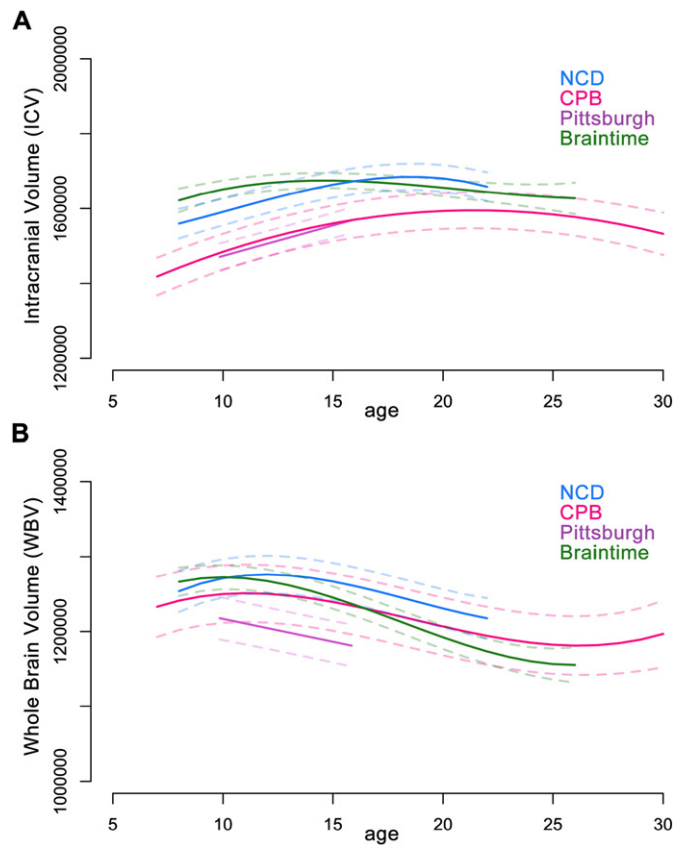 A
Intracranial Volume (ICV)
2000000
1600000
1200000
NCD
CPB
Pittsburgh
Braintime
5 10 15 20 25 30
age
B
Whole Brain Volume (WBV)
1400000
1200000
1000000
NCD
CPB
Pittsburgh
Braintime
5 10 15 20 25 30
age